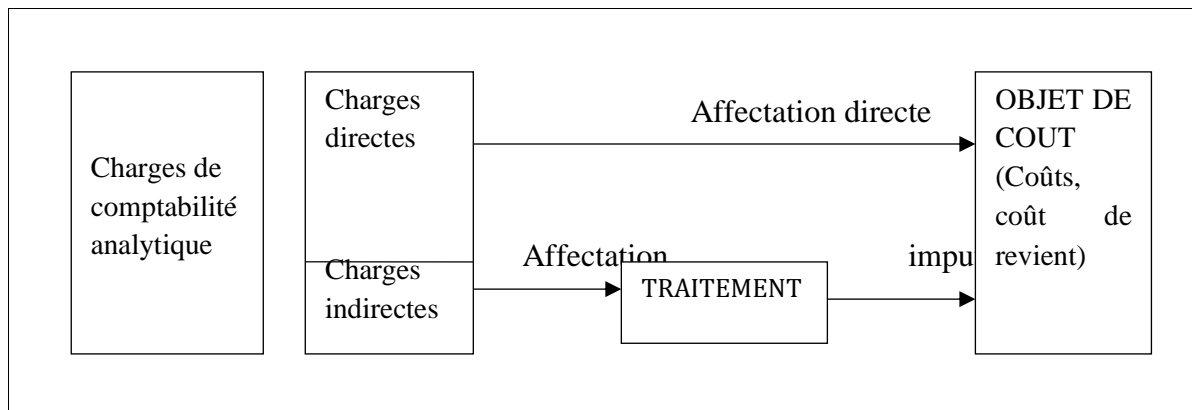 Charges de
comptabilité
analytique
Charges
directes
Affectation directe
Charges
indirectes
Affectation
TRAITEMENT
impu
OBJET DE
COUT
(Coûts,
coût de
revient)